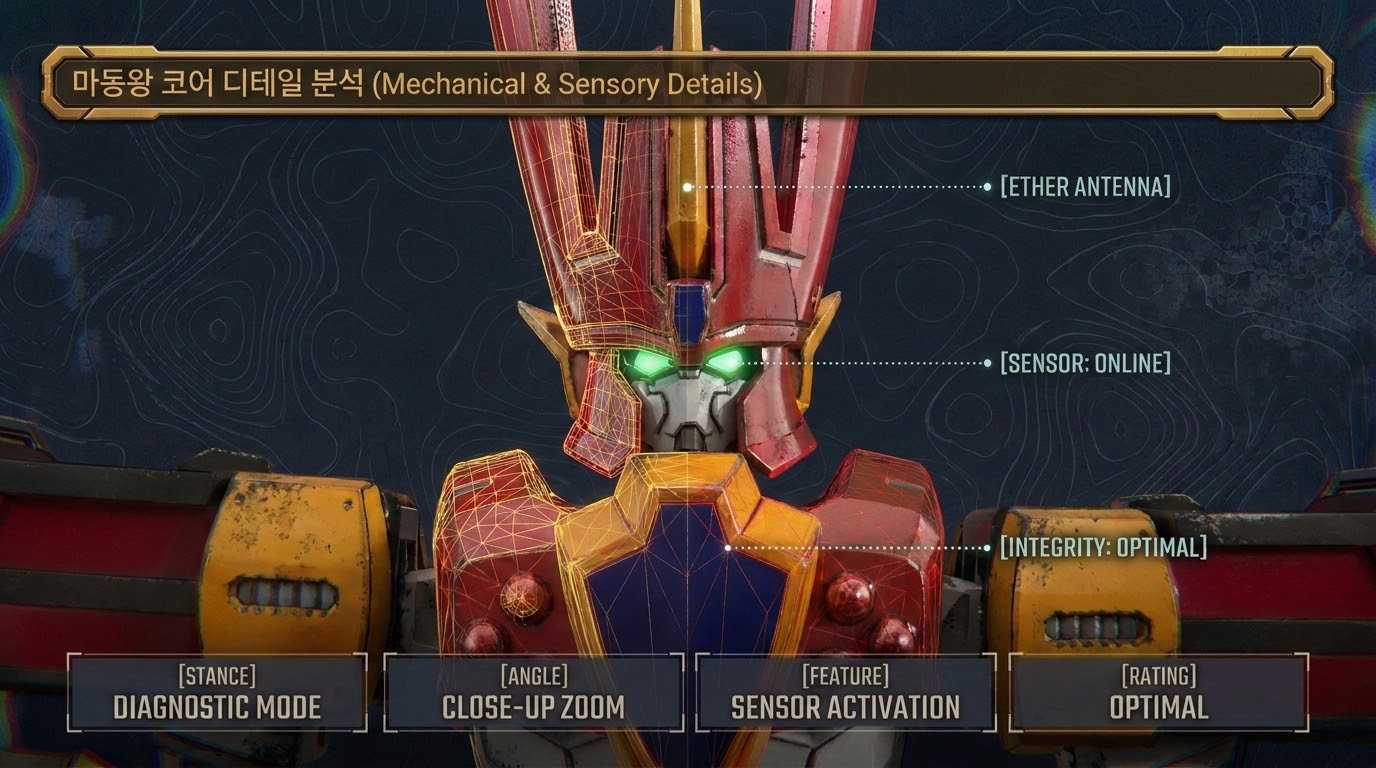 마동왕 코어 디테일 분석 (Mechanical & Sensory Details)
[ETHER ANTENNA]
[SENSOR: ONLINE]
[INTEGRITY: OPTIMAL]
[STANCE]
DIAGNOSTIC MODE
[ANGLE]
CLOSE-UP ZOOM
[FEATURE]
SENSOR ACTIVATION
[RATING]
OPTIMAL